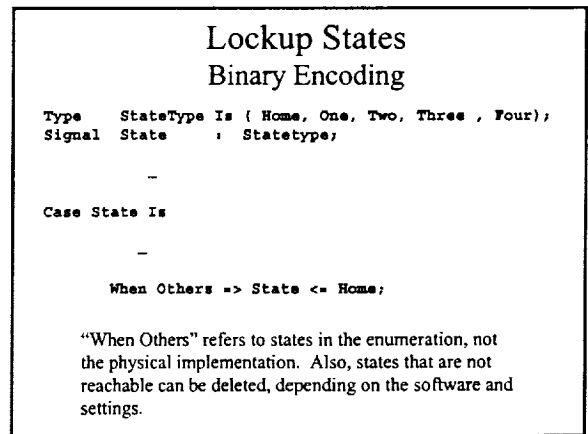 Lockup States
Binary Encoding
Type StateType Is ( Home, One, Two, Three , Four);
Signal State : Statetype;
–
Case State Is
–
When Others => State <= Home;
“When Others” refers to states in the enumeration, not
the physical implementation. Also, states that are not
reachable can be deleted, depending on the software and
settings.